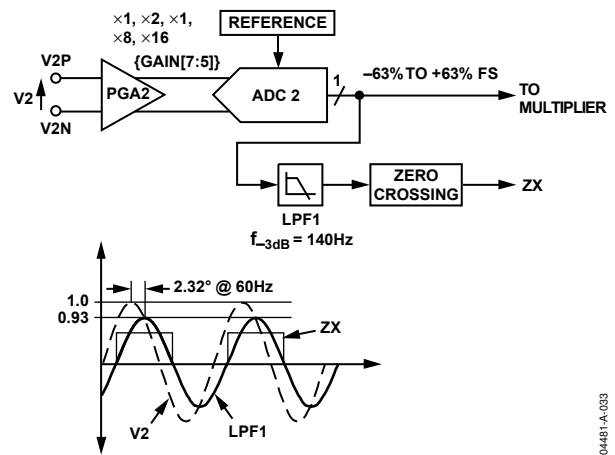 ×1, ×2, ×1,
×8, ×16
{GAIN[7:5]}
REFERENCE
V2P
V2
V2N
PGA2
ADC 2
1
–63% TO +63% FS
TO
MULTIPLIER
LPF1
f–3dB = 140Hz
ZERO
CROSSING
ZX
2.32° @ 60Hz
1.0
0.93
ZX
V2
LPF1
04481-A-033